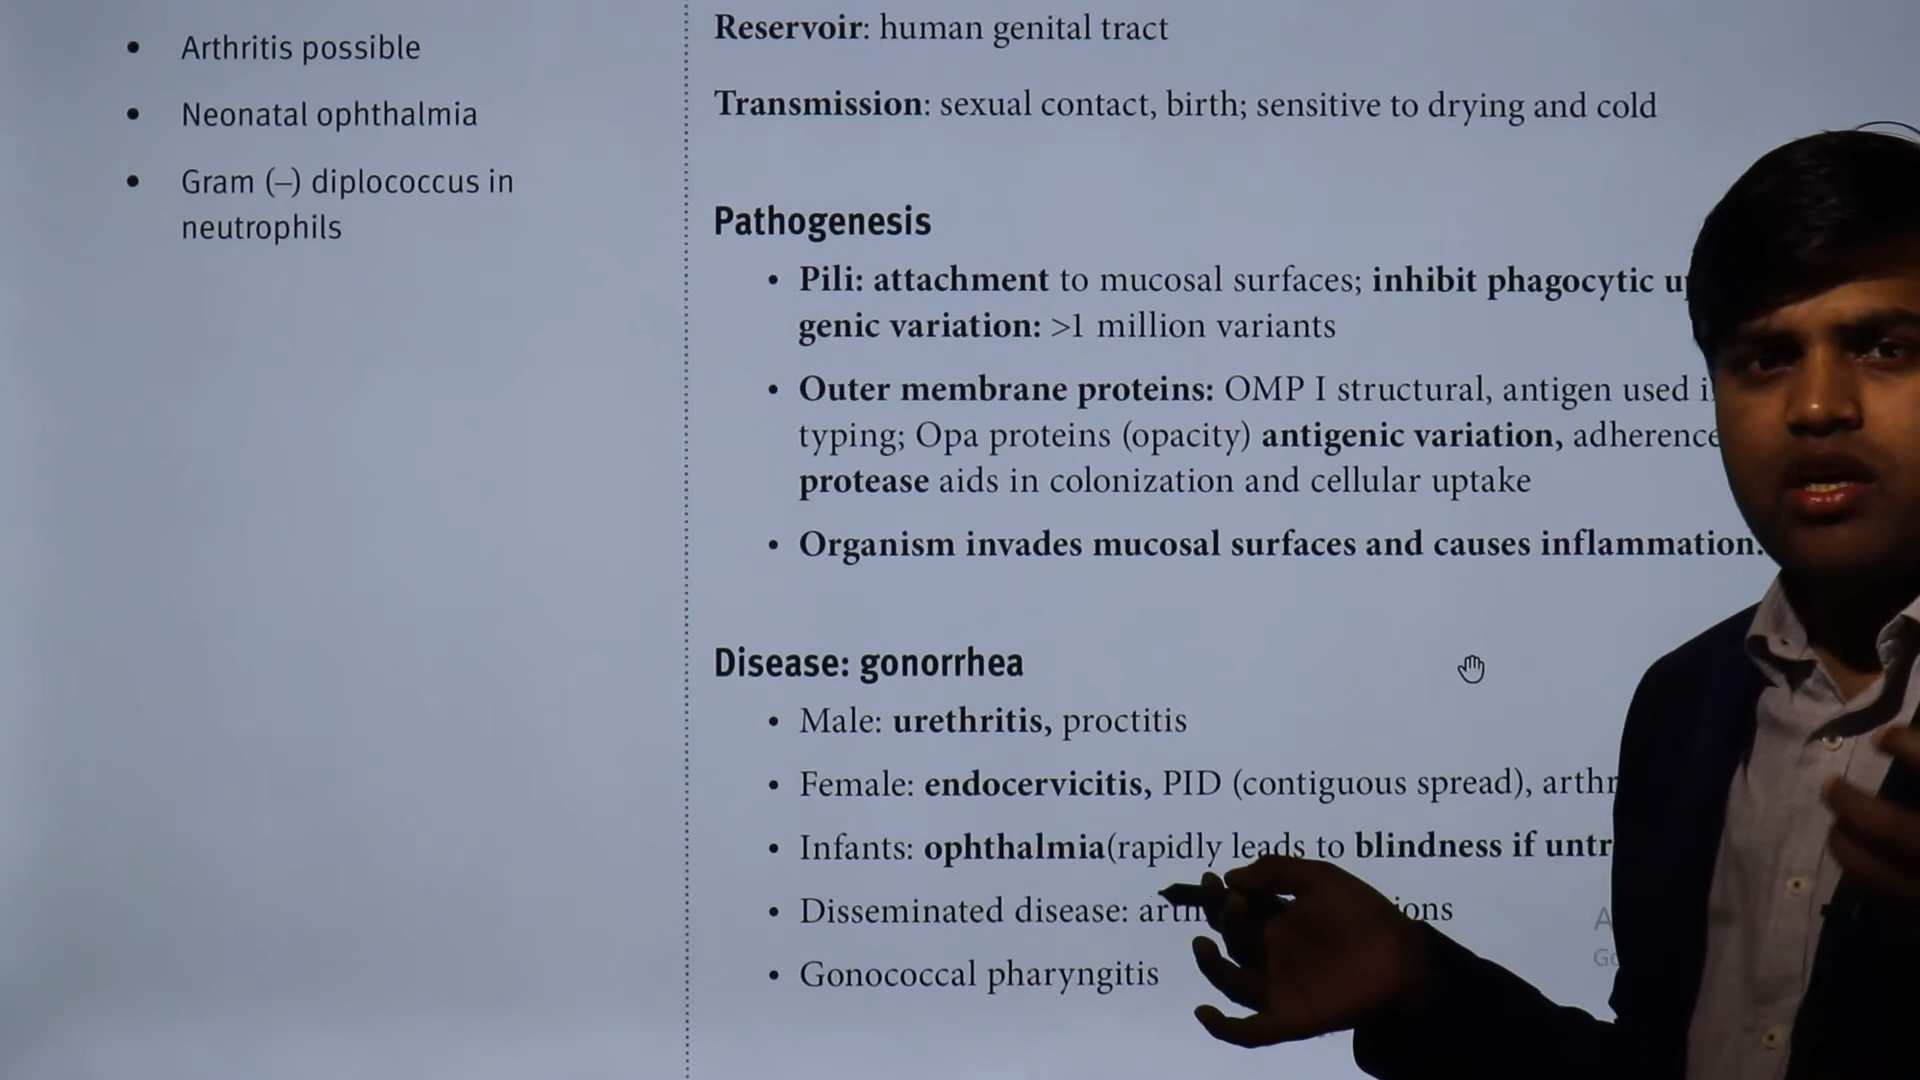 Arthritis possible
Neonatal ophthalmia
Gram (–) diplococcus in
neutrophils
Reservoir: human genital tract
Transmission: sexual contact, birth; sensitive to drying and cold
Pathogenesis
Pili: attachment to mucosal surfaces; inhibit phagocytic
genic variation: >1 million variants
Outer membrane proteins: OMP I structural, antigen used
typing; Opa proteins (opacity) antigenic variation, adherence
protease aids in colonization and cellular uptake
Organism invades mucosal surfaces and causes inflammation.
Disease: gonorrhea
Male: urethritis, proctitis
Female: endocervicitis, PID (contiguous spread),
Infants: ophthalmia(rapidly leads to blindness if
Disseminated disease:
Gonococcal pharyngitis